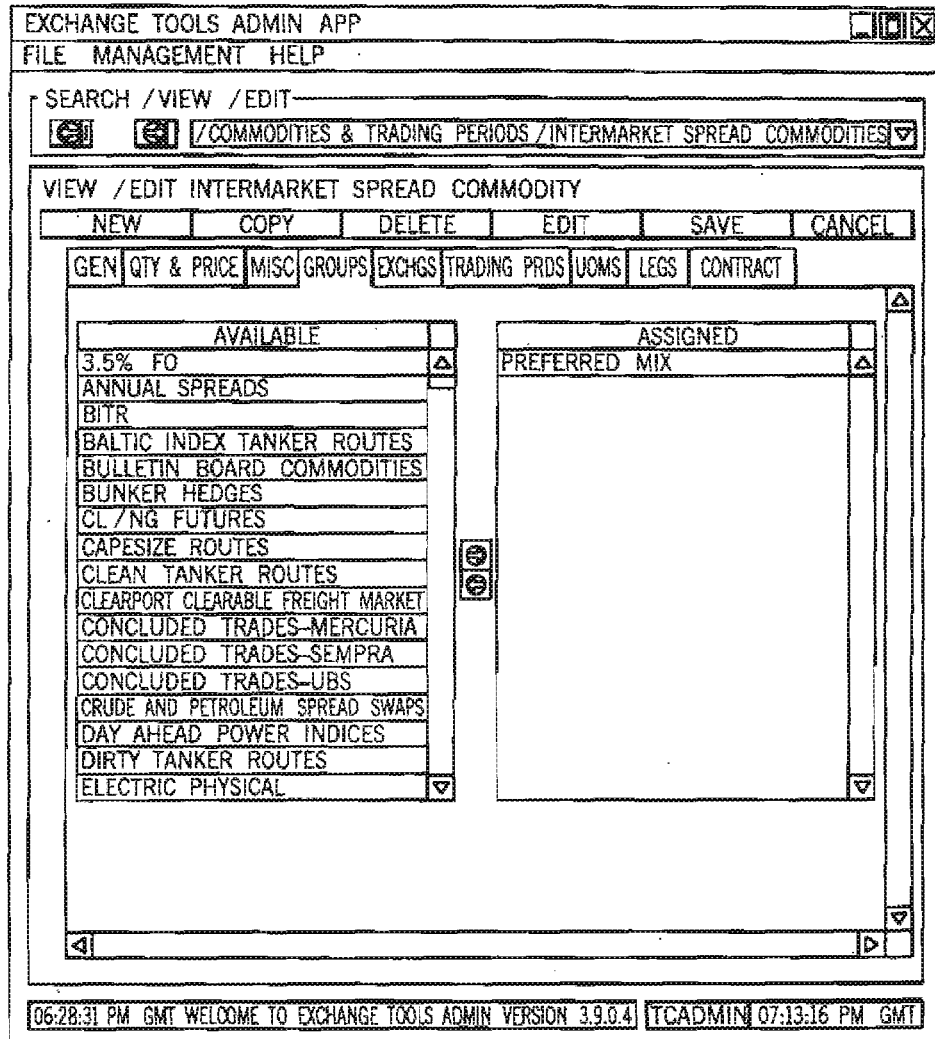 EXCHANGE TOOLS ADMIN APP
FILE MANAGEMENT HELP
SEARCH /VIEW /EDIT
/COMMODITIES & TRADING PERIODS /INTERMARKET SPREAD COMMODITIES
VIEW /EDIT INTERMARKET SPREAD COMMODITY
NEW COPY DELETE EDIT SAVE CANCEL
GEN QTY & PRICE MISC GROUPS EXCHGS TRADING PRDS UOMS LEGS CONTRACT
AVAILABLE ASSIGNED
3.5% FO PREFERRED MIX
ANNUAL SPREADS
BITR
BALTIC INDEX TANKER ROUTES
BULLETIN BOARD COMMODITIES
BUNKER HEDGES
CL /NG FUTURES
CAPESIZE ROUTES
CLEAN TANKER ROUTES
CLEARPORT CLEARABLE FREIGHT MARKET
CONCLUDED TRADES-MERCURIA
CONCLUDED TRADES-SEMPRA
CONCLUDED TRADES-UBS
CRUDE AND PETROLEUM SPREAD SWAPS
DAY AHEAD POWER INDICES
DIRTY TANKER ROUTES
ELECTRIC PHYSICAL
06:28:31 PM GMT WELCOME TO EXCHANGE TOOLS ADMIN VERSION 3.9.0.4 TCADMIN 07:13:16 PM GMT